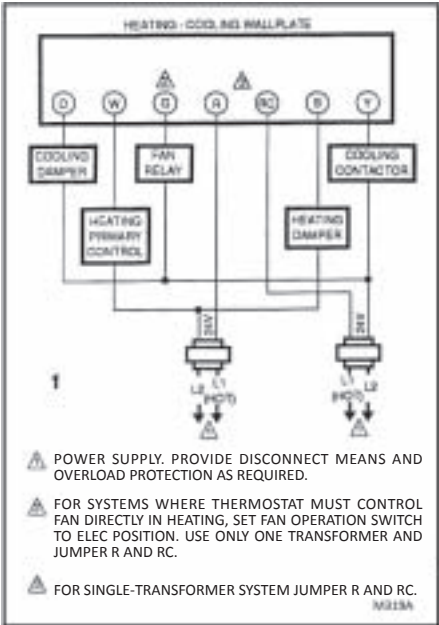 HEATING - COOLING WALLPLATE
O W G R RC B Y
COOLING DAMPER
FAN RELAY
COOLING CONTACTOR
HEATING PRIMARY CONTROL
HEATING DAMPER
24V
L2 L1 (HOT)
L1 (HOT) L2
1
POWER SUPPLY. PROVIDE DISCONNECT MEANS AND
OVERLOAD PROTECTION AS REQUIRED.
FOR SYSTEMS WHERE THERMOSTAT MUST CONTROL
FAN DIRECTLY IN HEATING, SET FAN OPERATION SWITCH
TO ELEC POSITION. USE ONLY ONE TRANSFORMER AND
JUMPER R AND RC.
FOR SINGLE-TRANSFORMER SYSTEM JUMPER R AND RC.
M319A